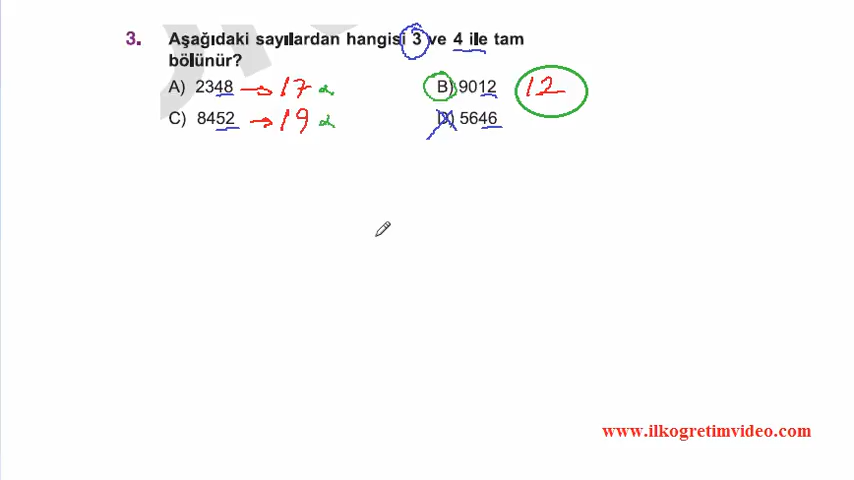 3. Aşağıdaki sayılardan hangisi 3 ve 4 ile tam
bölünür?
A) 2348 → 17
B) 9012 12
C) 8452 → 19
D) 5646
www.ilkogretimvideo.com